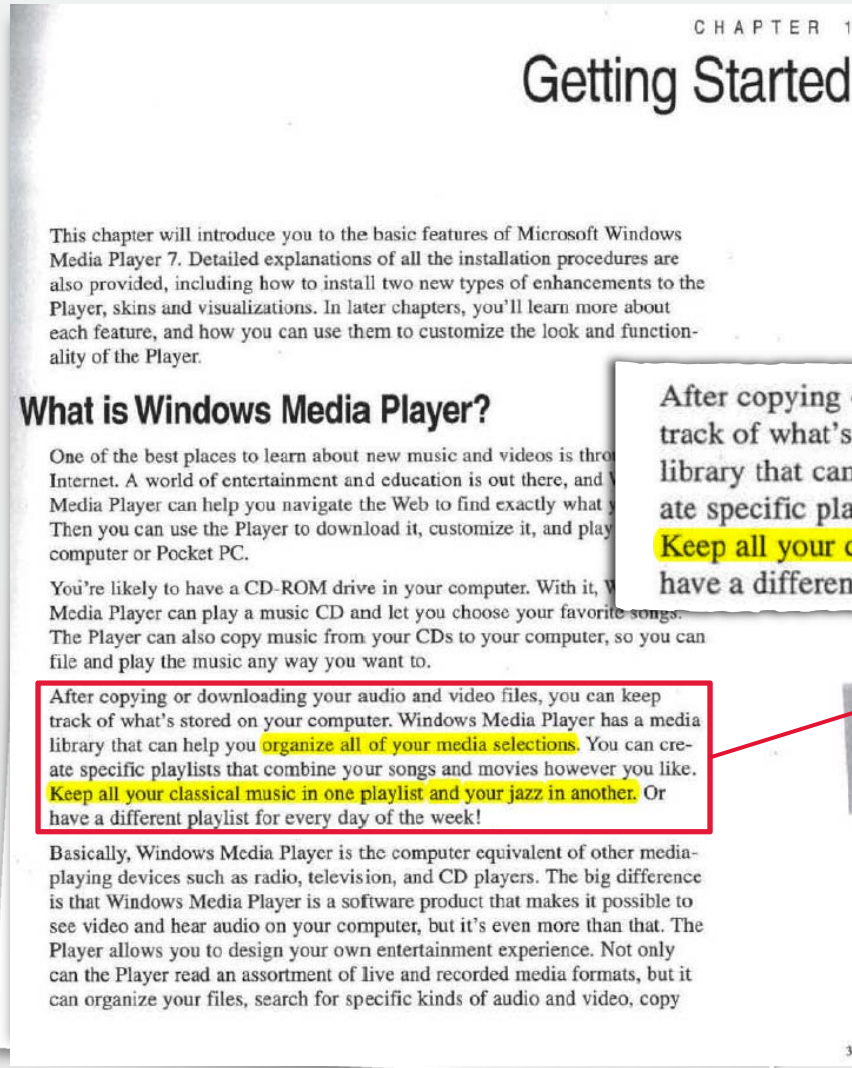 CHAPTER 1
Getting Started
This chapter will introduce you to the basic features of Microsoft Windows
Media Player 7. Detailed explanations of all the installation procedures are
also provided, including how to install two new types of enhancements to the
Player, skins and visualizations. In later chapters, you'll learn more about
each feature, and how you can use them to customize the look and function-
ality of the Player.
What is Windows Media Player?
One of the best places to learn about new music and videos is
Internet. A world of entertainment and education is out there, and
Media Player can help you navigate the Web to find exactly what
Then you can use the Player to download it, customize it, and play
computer or Pocket PC.
You're likely to have a CD-ROM drive in your computer. With it,
Media Player can play a music CD and let you choose your favorite songs.
The Player can also copy music from your CDs to your computer, so you can
file and play the music any way you want to.
After copying or downloading your audio and video files, you can keep
track of what's stored on your computer. Windows Media Player has a media
library that can help you organize all of your media selections. You can cre-
ate specific playlists that combine your songs and movies however you like.
Keep all your classical music in one playlist and your jazz in another. Or
have a different playlist for every day of the week!
Basically, Windows Media Player is the computer equivalent of other media-
playing devices such as radio, television, and CD players. The big difference
is that Windows Media Player is a software product that makes it possible to
see video and hear audio on your computer, but it's even more than that. The
Player allows you to design your own entertainment experience. Not only
can the Player read an assortment of live and recorded media formats, but it
can organize your files, search for specific kinds of audio and video, copy
3
After copying
track of what's
library that can
ate specific pla
Keep all your c
have a differen